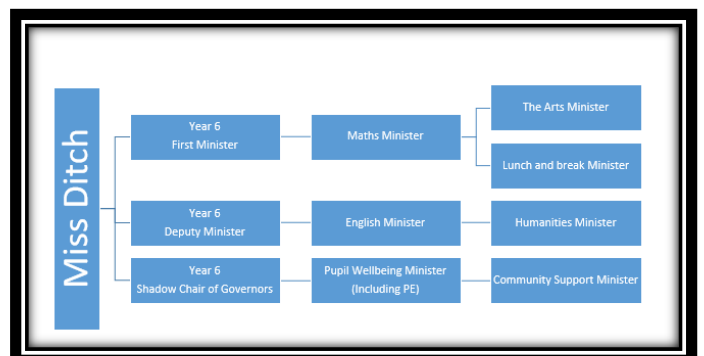 Miss Ditch
Year 6
First Minister
Maths Minister
The Arts Minister
Lunch and break Minister
Year 6
Deputy Minister
English Minister
Humanities Minister
Year 6
Shadow Chair of Governors
Pupil Wellbeing Minister
(Including PE)
Community Support Minister